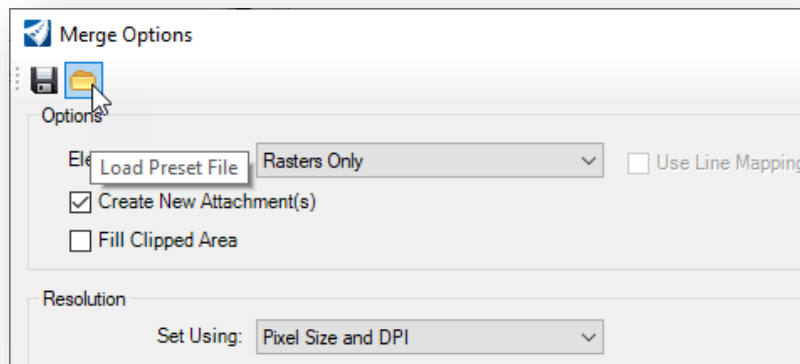 Merge Options
Options
Load Preset File
Rasters Only
Use Line Mapping
Create New Attachment(s)
Fill Clipped Area
Resolution
Set Using: Pixel Size and DPI